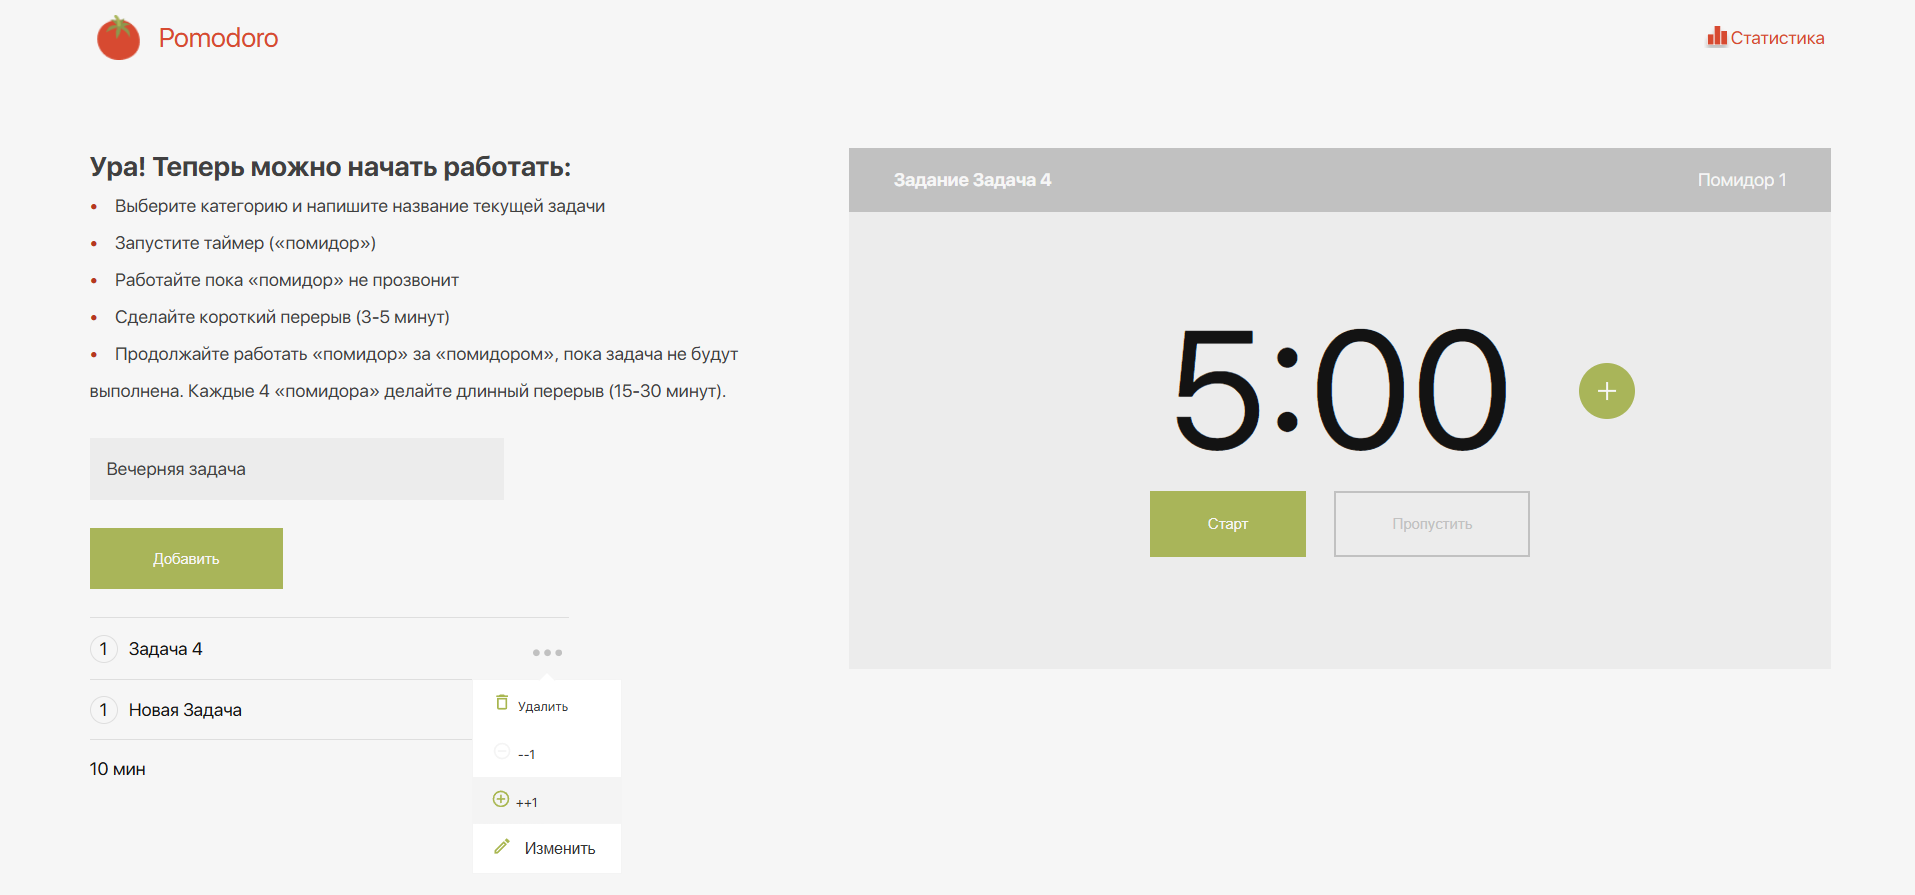 Pomodoro
Статистика
Ура! Теперь можно начать работать:
• Выберите категорию и напишите название текущей задачи
• Запустите таймер («помидор»)
• Работайте пока «помидор» не прозвонит
• Сделайте короткий перерыв (3-5 минут)
• Продолжайте работать «помидор» за «помидором», пока задача не будут
выполнена. Каждые 4 «помидора» делайте длинный перерыв (15-30 минут).
Вечерняя задача
Добавить
1 Задача 4
1 Новая Задача
10 мин
Удалить
--1
++1
Изменить
Задание Задача 4
Помидор 1
5:00
Старт
Пропустить